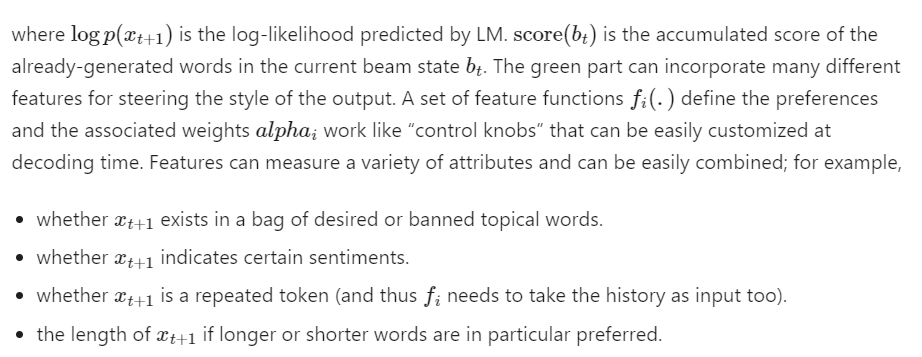 where log p(x_{t+1}) is the log-likelihood predicted by LM. score(b_t) is the accumulated score of the
already-generated words in the current beam state b_t. The green part can incorporate many different
features for steering the style of the output. A set of feature functions f_i(.) define the preferences
and the associated weights alpha_i work like “control knobs” that can be easily customized at
decoding time. Features can measure a variety of attributes and can be easily combined; for example,
• whether x_{t+1} exists in a bag of desired or banned topical words.
• whether x_{t+1} indicates certain sentiments.
• whether x_{t+1} is a repeated token (and thus f_i needs to take the history as input too).
• the length of x_{t+1} if longer or shorter words are in particular preferred.